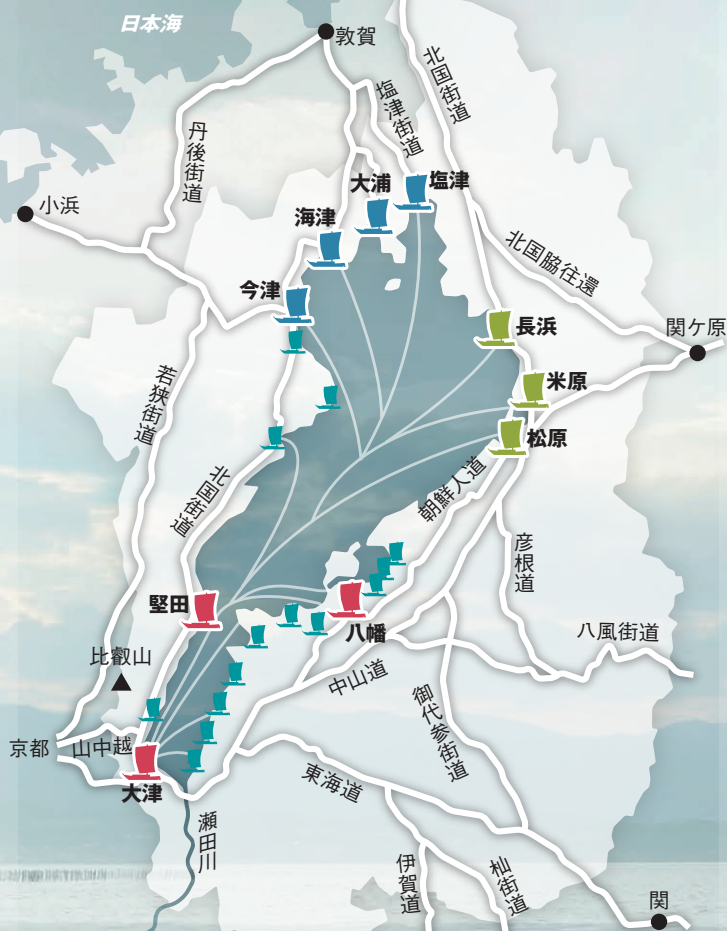 日本海
敦賀
北国街道
塩津街道
丹後街道
大浦
塩津
小浜
海津
北国脇往還
今津
長浜
関ケ原
米原
若狭街道
松原
朝鮮人道
北国街道
彦根道
堅田
八幡
八風街道
比叡山
中山道
御代参街道
京都
山中越
大津
東海道
瀬田川
伊賀道
杣街道
関